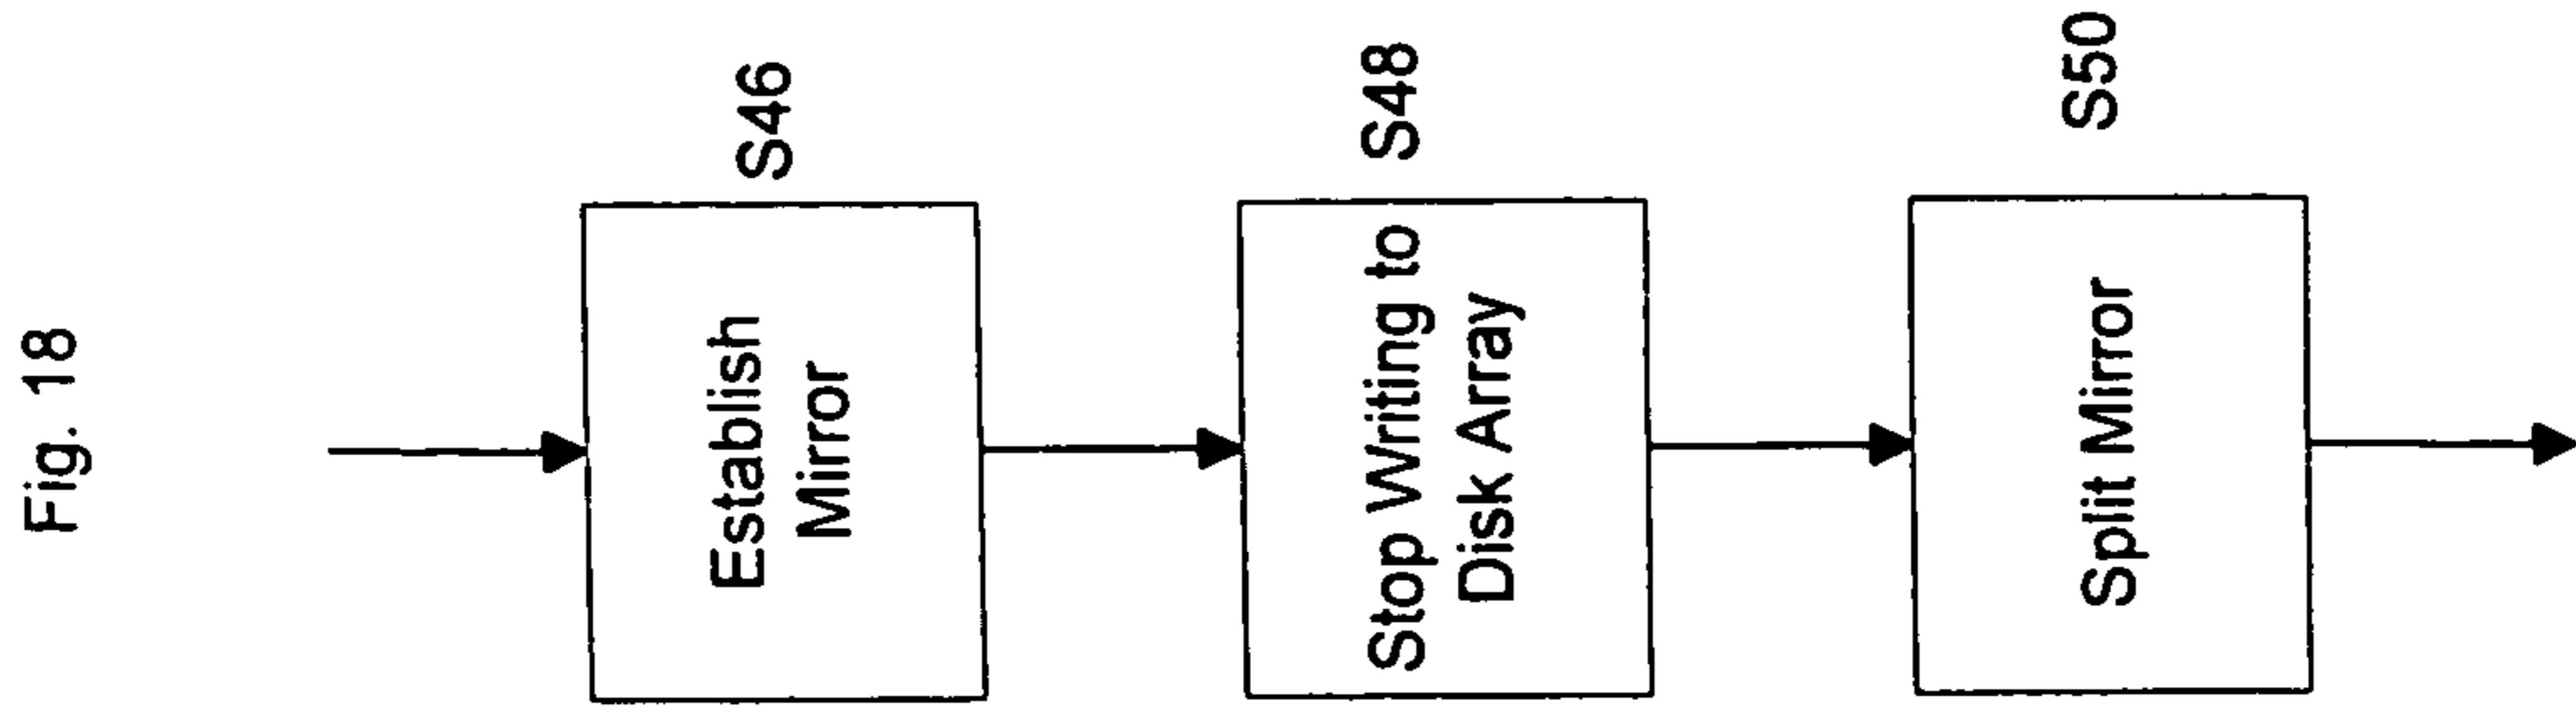 Fig. 18
Establish
Mirror
S46
Stop Writing to
Disk Array
S48
Split Mirror
S50